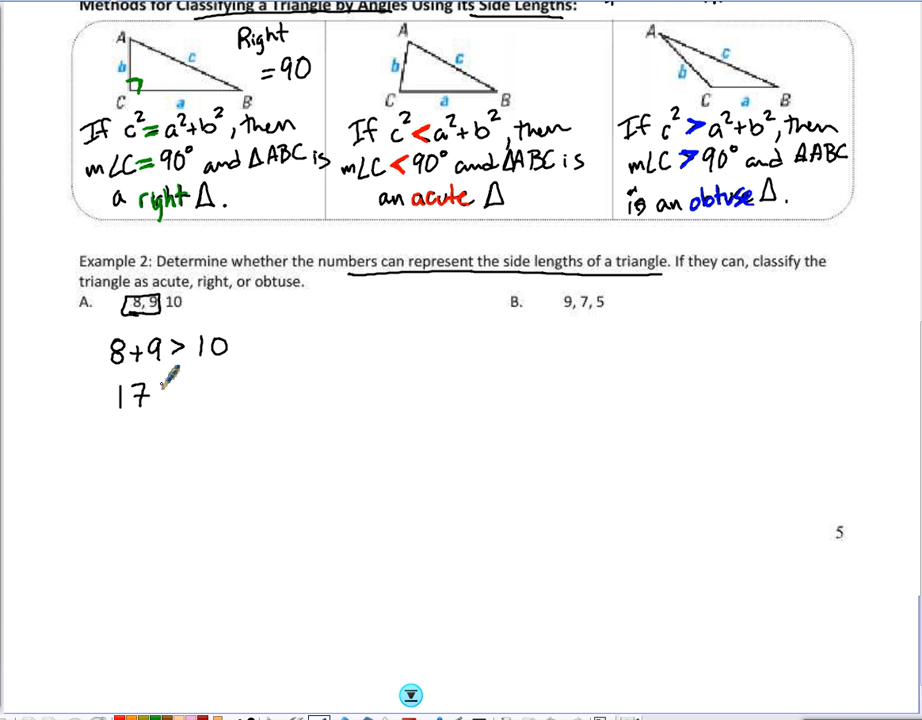 Methods for Classifying a Triangle by Angles Using its Side Lengths:
A
b
c
C
a
B
Right
= 90
If c² = a² + b², then
m∠C = 90° and ΔABC is
a right Δ.
A
b
c
C
a
B
If c² < a² + b², then
m∠C < 90° and ΔABC is
an acute Δ
A
c
b
C
a
B
If c² > a² + b², then
m∠C > 90° and ΔABC
is an obtuse Δ.
Example 2: Determine whether the numbers can represent the side lengths of a triangle. If they can, classify the
triangle as acute, right, or obtuse.
A. 8, 9, 10
B. 9, 7, 5
8 + 9 > 10
17
5